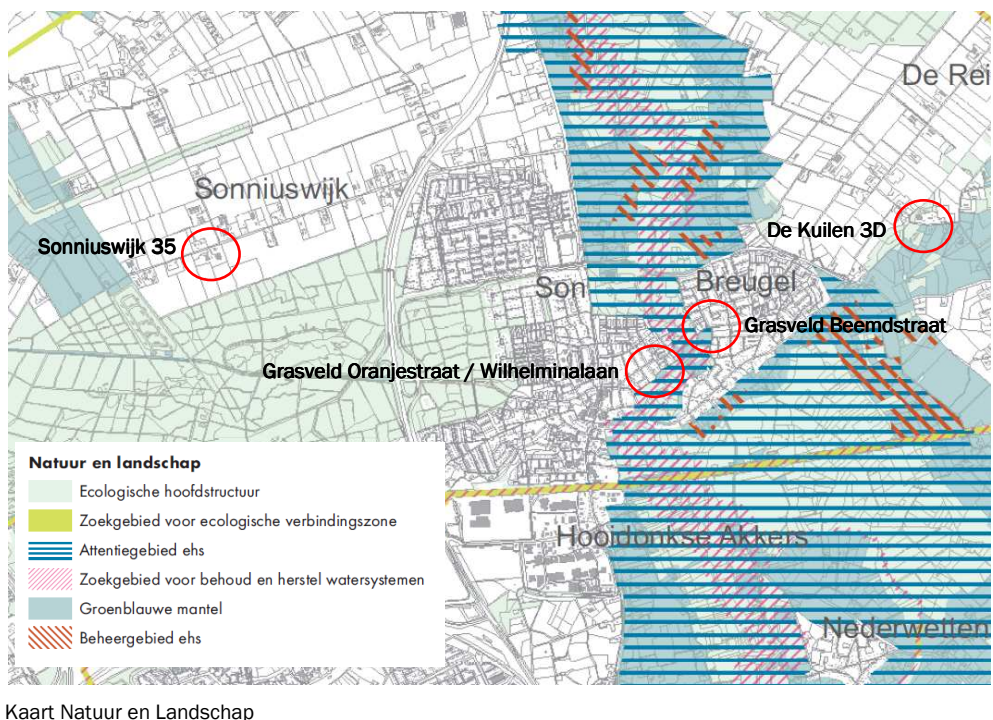 De Rei
Sonniuswijk
Sonniuswijk 35
De Kuilen 3D
Son
Breugel
Grasveld Beemdstraat
Grasveld Oranjestraat / Wilhelminalaan
Natuur en landschap
Ecologische hoofdstructuur
Zoekgebied voor ecologische verbindingszone
Attentiegebied ehs
Zoekgebied voor behoud en herstel watersystemen
Groenblauwe mantel
Beheergebied ehs
Hooidonkse Akkers
Nederwetten
Kaart Natuur en Landschap